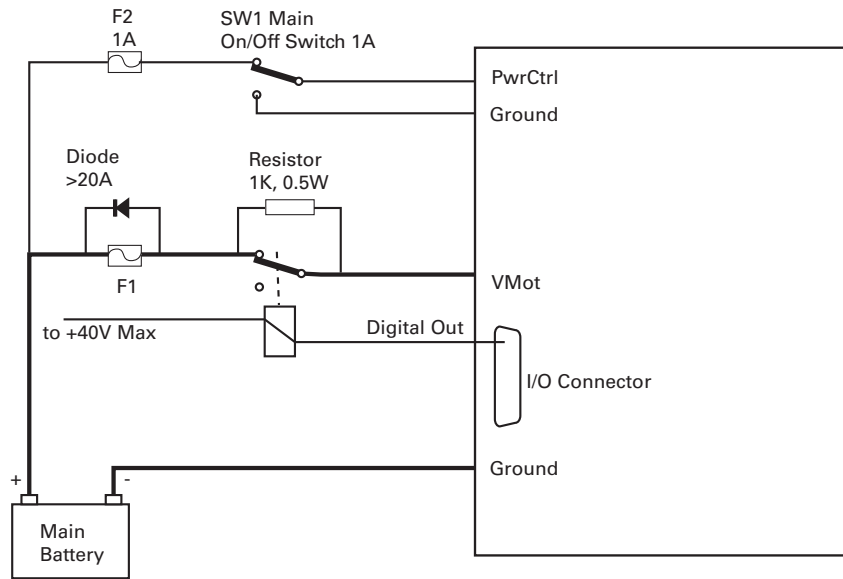 F2
1A
SW1 Main
On/Off Switch 1A
PwrCtrl
Ground
Diode
>20A
Resistor
1K, 0.5W
F1
VMot
to +40V Max
Digital Out
I/O Connector
Ground
+
-
Main
Battery